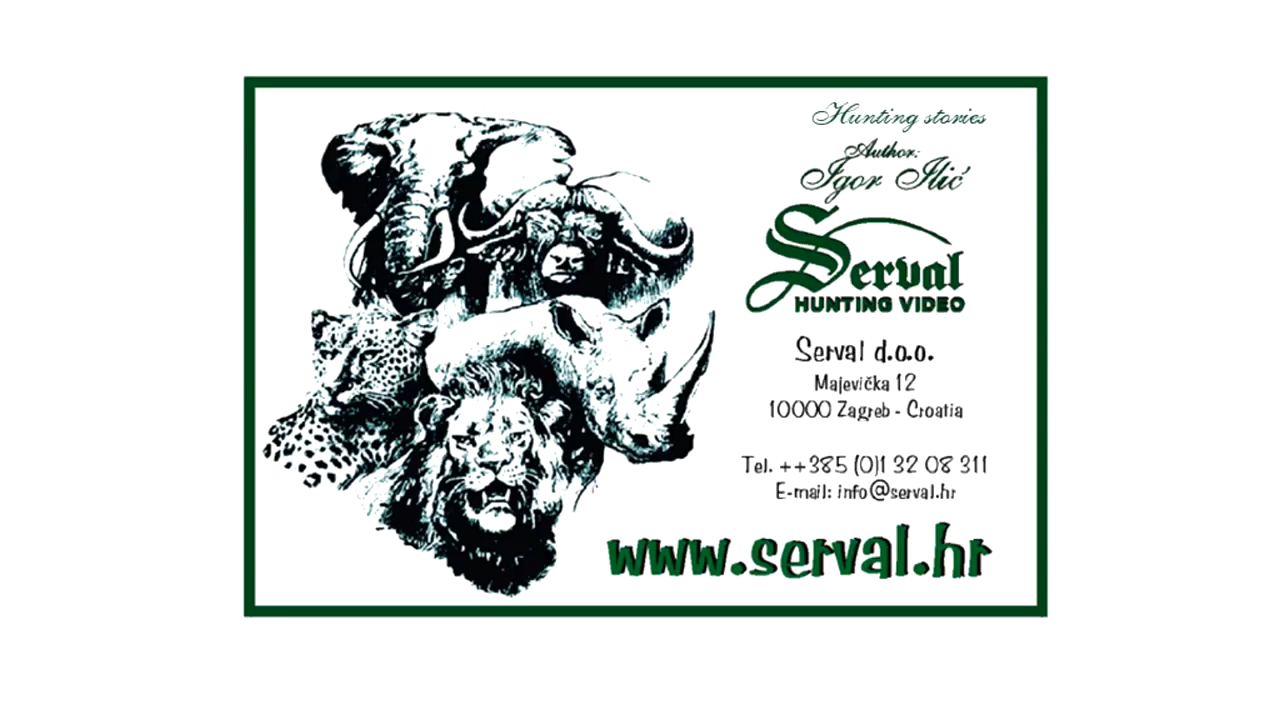 Hunting stories
Author:
Igor Ilić
Serval
HUNTING VIDEO
Serval d.o.o.
Majevička 12
10000 Zagreb - Croatia
Tel. ++385 (0)1 32 08 311
E-mail: info@serval.hr
www.serval.hr